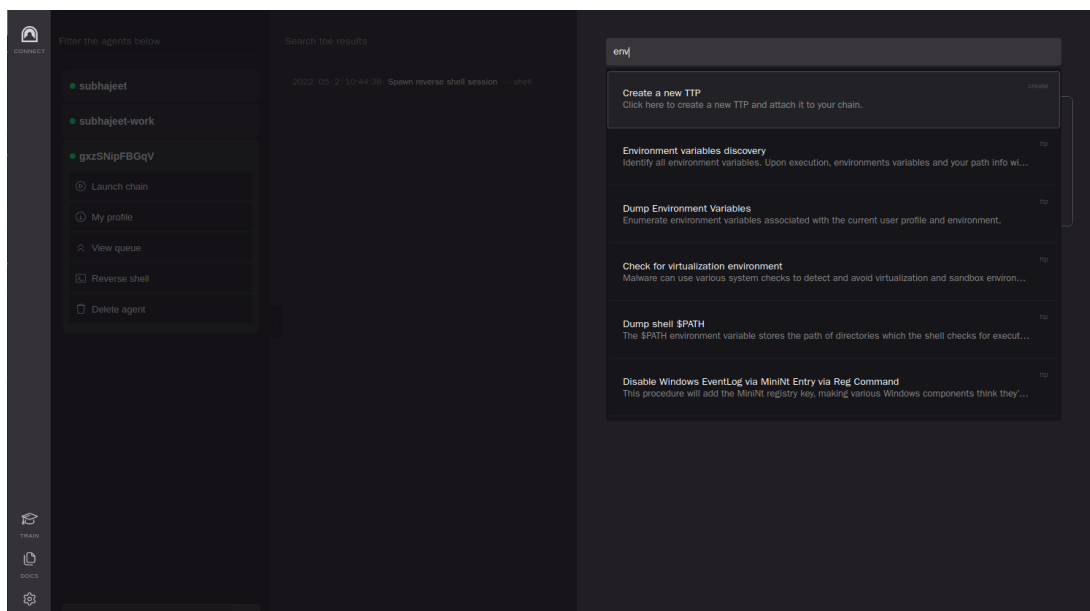 CONNECT
Filter the agents below
subhajeet
subhajeet-work
gxzSNipFBGqV
Launch chain
My profile
View queue
Reverse shell
Delete agent
Search the results
2022-05-2, 10:44:38 Spawn reverse shell session — shell
env
Create a new TTP
create
Click here to create a new TTP and attach it to your chain.
Environment variables discovery
ttp
Identify all environment variables. Upon execution, environments variables and your path info wi...
Dump Environment Variables
ttp
Enumerate environment variables associated with the current user profile and environment.
Check for virtualization environment
ttp
Malware can use various system checks to detect and avoid virtualization and sandbox environ...
Dump shell $PATH
ttp
The $PATH environment variable stores the path of directories which the shell checks for execut...
Disable Windows EventLog via MiniNt Entry via Reg Command
ttp
This procedure will add the MiniNt registry key, making various Windows components think they'...
TRAIN
DOCS